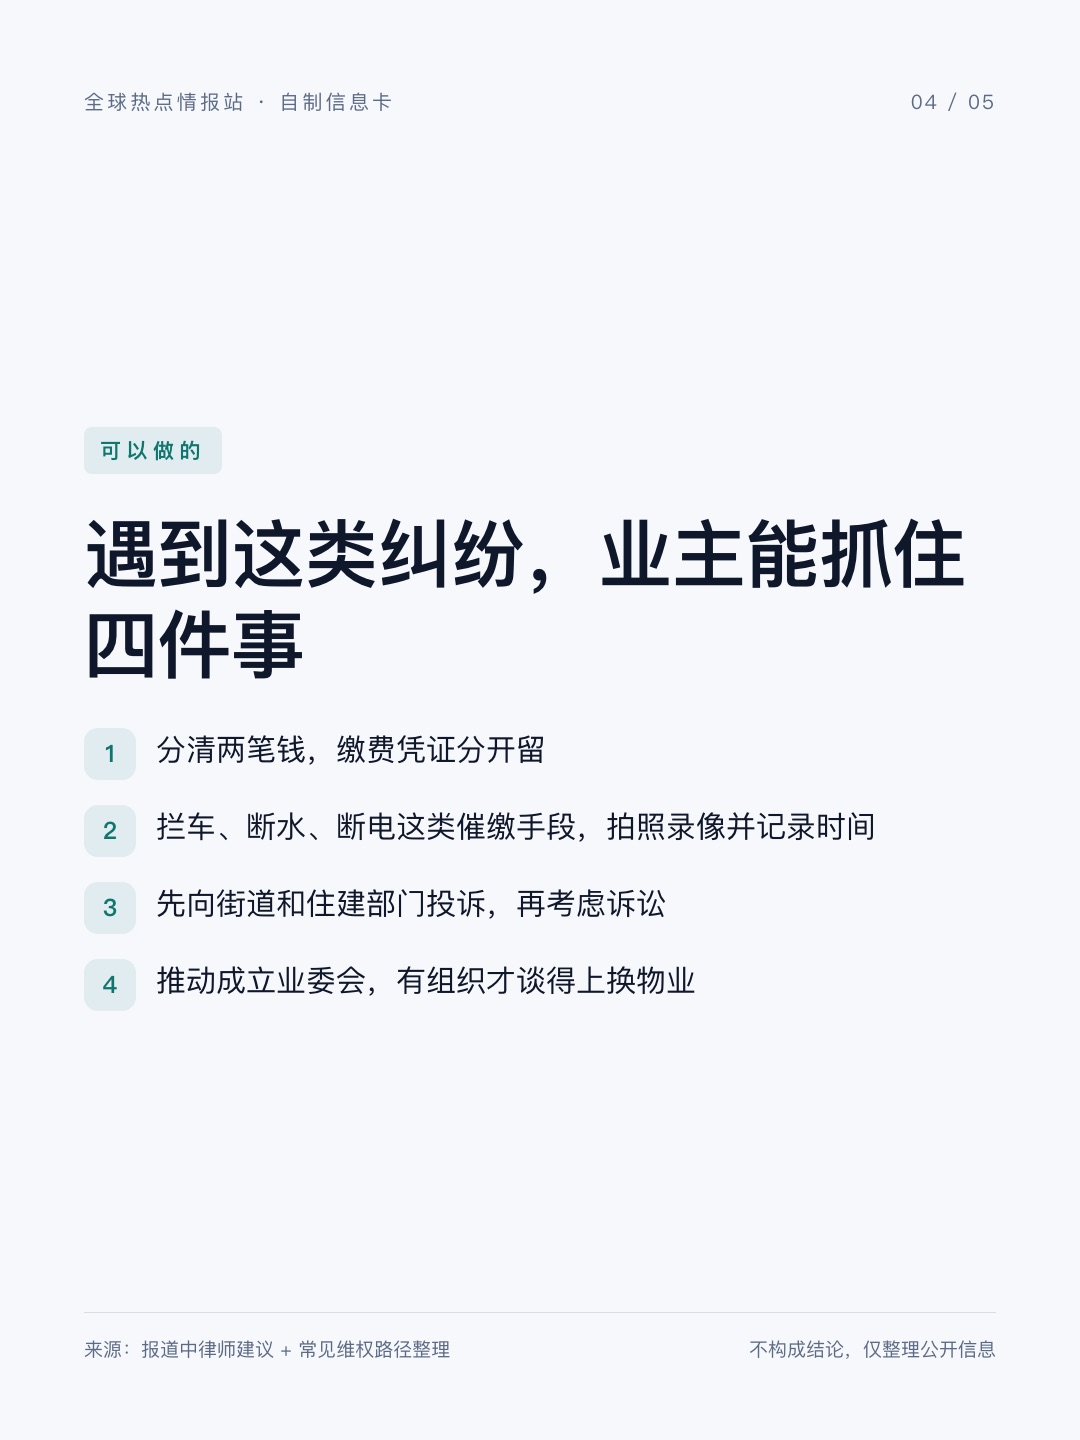 全球热点情报站 · 自制信息卡
04 / 05
可以做的
遇到这类纠纷，业主能抓住
四件事
1 分清两笔钱，缴费凭证分开留
2 拦车、断水、断电这类催缴手段，拍照录像并记录时间
3 先向街道和住建部门投诉，再考虑诉讼
4 推动成立业委会，有组织才谈得上换物业
来源：报道中律师建议 + 常见维权路径整理
不构成结论，仅整理公开信息